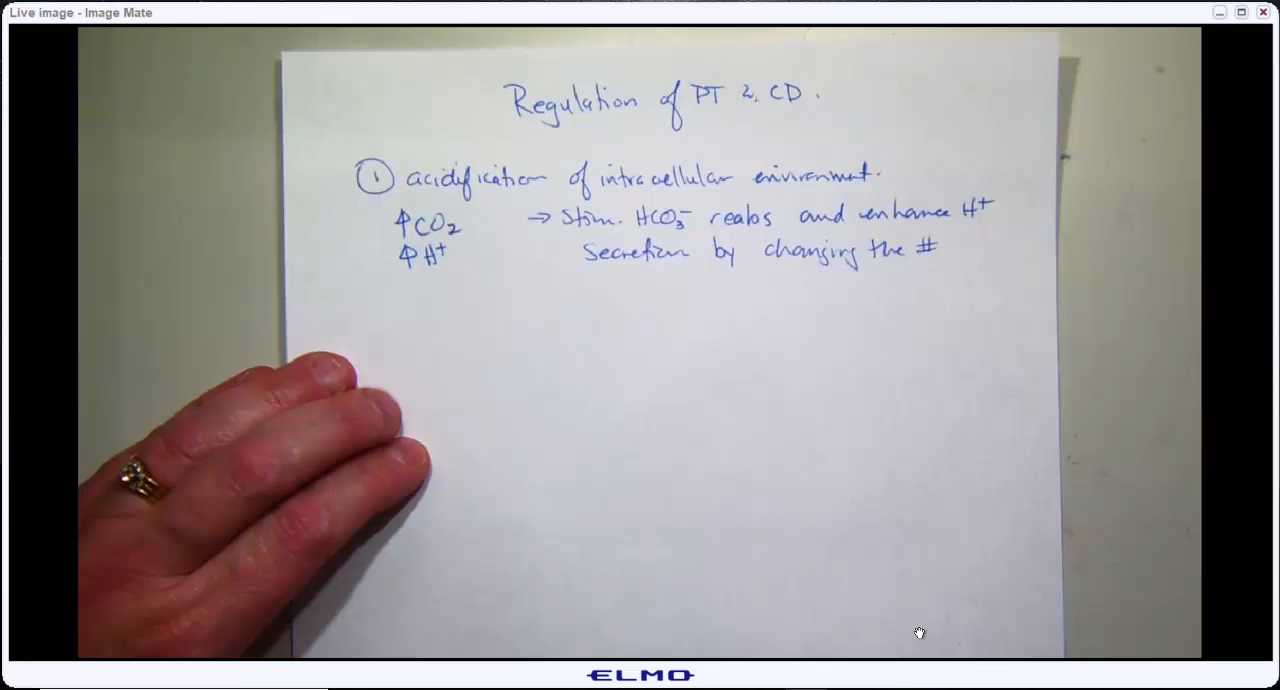 Live image - Image Mate
Regulation of PT & CD.
① acidification of intracellular environment.
↑CO₂ → Stim. HCO₃⁻ reabs and enhance H⁺
↑H⁺ Secretion by changing the #
ELMO